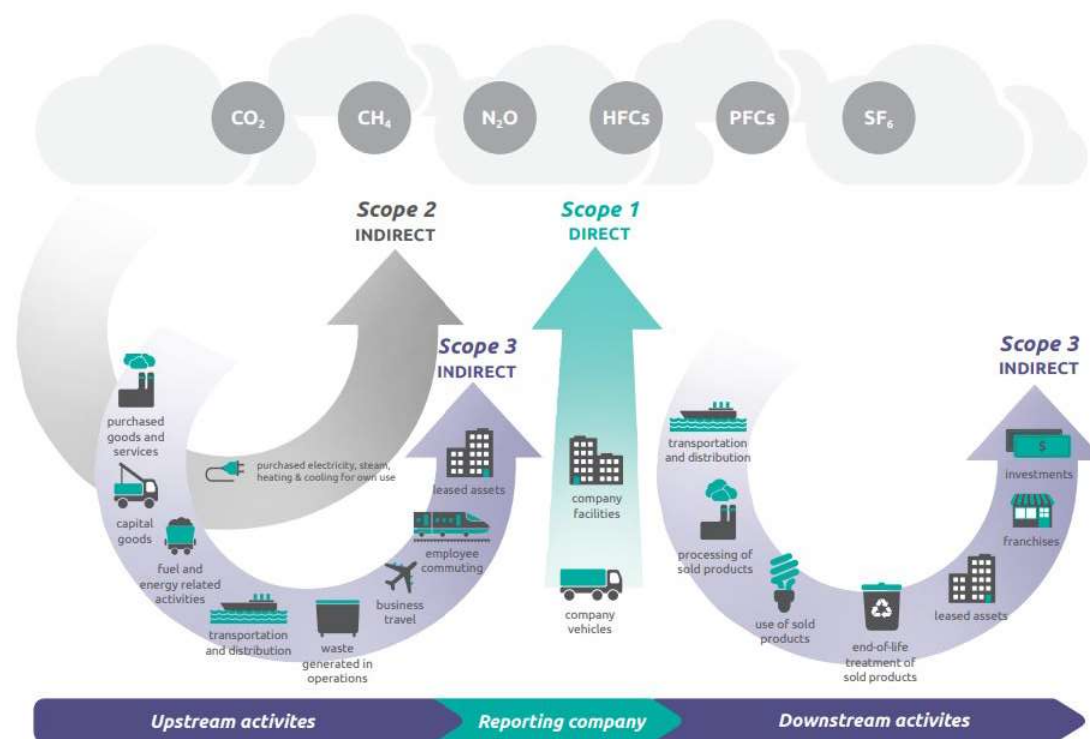 CO₂
CH₄
N₂O
HFCs
PFCs
SF₆
Scope 2
INDIRECT
Scope 1
DIRECT
Scope 3
INDIRECT
Scope 3
INDIRECT
purchased
goods and
services
capital
goods
fuel and
energy related
activities
transportation
and distribution
waste
generated in
operations
business
travel
employee
commuting
leased assets
purchased electricity, steam,
heating & cooling for own use
company
facilities
company
vehicles
transportation
and distribution
processing of
sold products
use of sold
products
end-of-life
treatment of
sold products
leased assets
franchises
$
investments
Upstream activites
Reporting company
Downstream activites